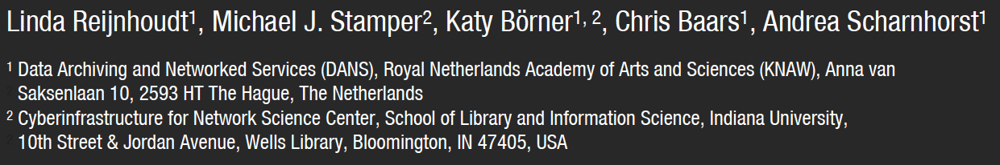 Linda Reijnhoudt¹, Michael J. Stamper², Katy Börner¹, ², Chris Baars¹, Andrea Scharnhorst¹
¹ Data Archiving and Networked Services (DANS), Royal Netherlands Academy of Arts and Sciences (KNAW), Anna van
² Saksenlaan 10, 2593 HT The Hague, The Netherlands
² Cyberinfrastructure for Network Science Center, School of Library and Information Science, Indiana University,
² 10th Street & Jordan Avenue, Wells Library, Bloomington, IN 47405, USA